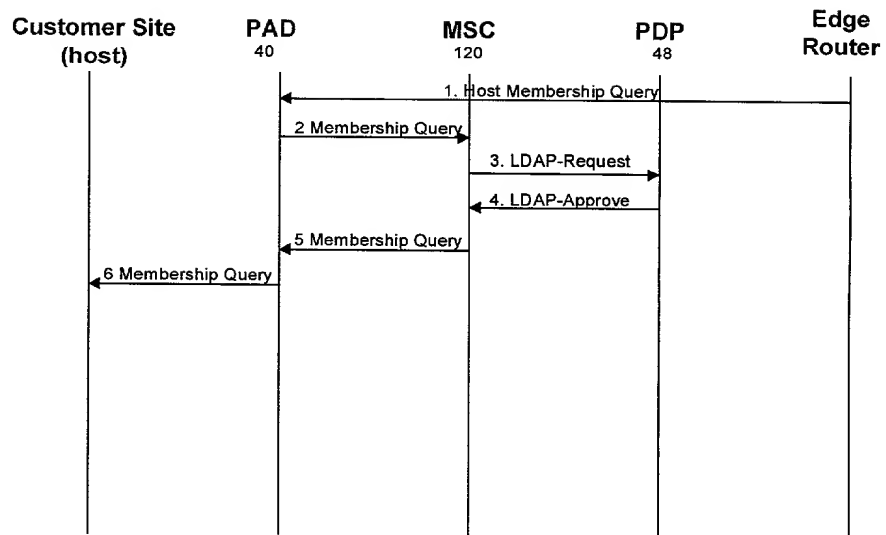 Customer Site
(host)
PAD
40
MSC
120
PDP
48
Edge
Router
1. Host Membership Query
2 Membership Query
3. LDAP-Request
4. LDAP-Approve
5 Membership Query
6 Membership Query